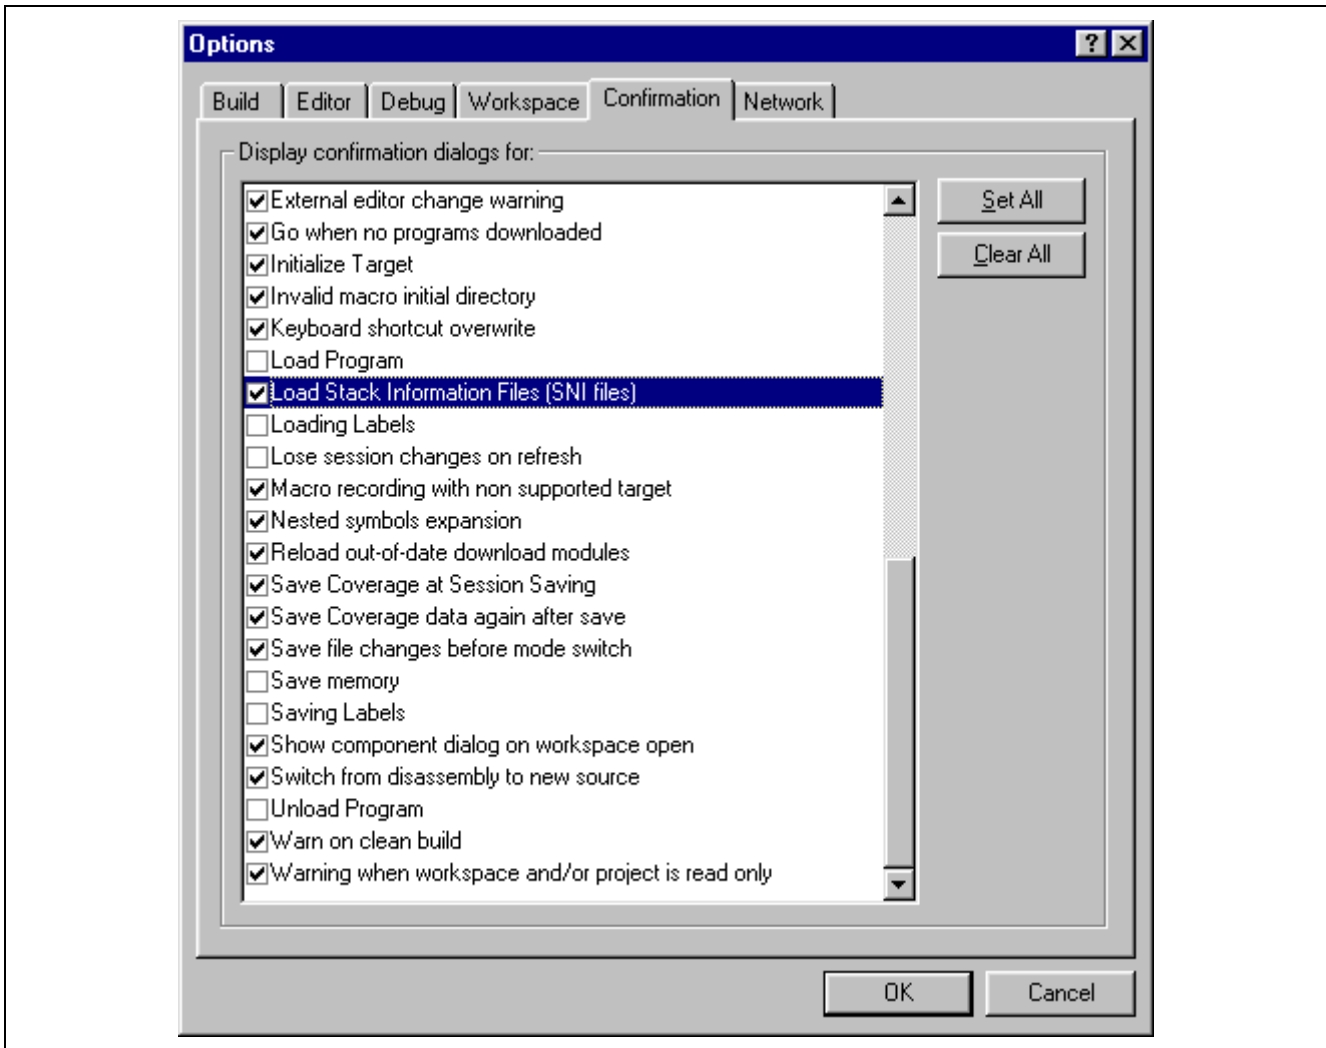 Options
Build Editor Debug Workspace Confirmation Network
Display confirmation dialogs for:
External editor change warning
Set All
Go when no programs downloaded
Clear All
Initialize Target
Invalid macro initial directory
Keyboard shortcut overwrite
Load Program
Load Stack Information Files (SNI files)
Loading Labels
Lose session changes on refresh
Macro recording with non supported target
Nested symbols expansion
Reload out-of-date download modules
Save Coverage at Session Saving
Save Coverage data again after save
Save file changes before mode switch
Save memory
Saving Labels
Show component dialog on workspace open
Switch from disassembly to new source
Unload Program
Warn on clean build
Warning when workspace and/or project is read only
OK Cancel